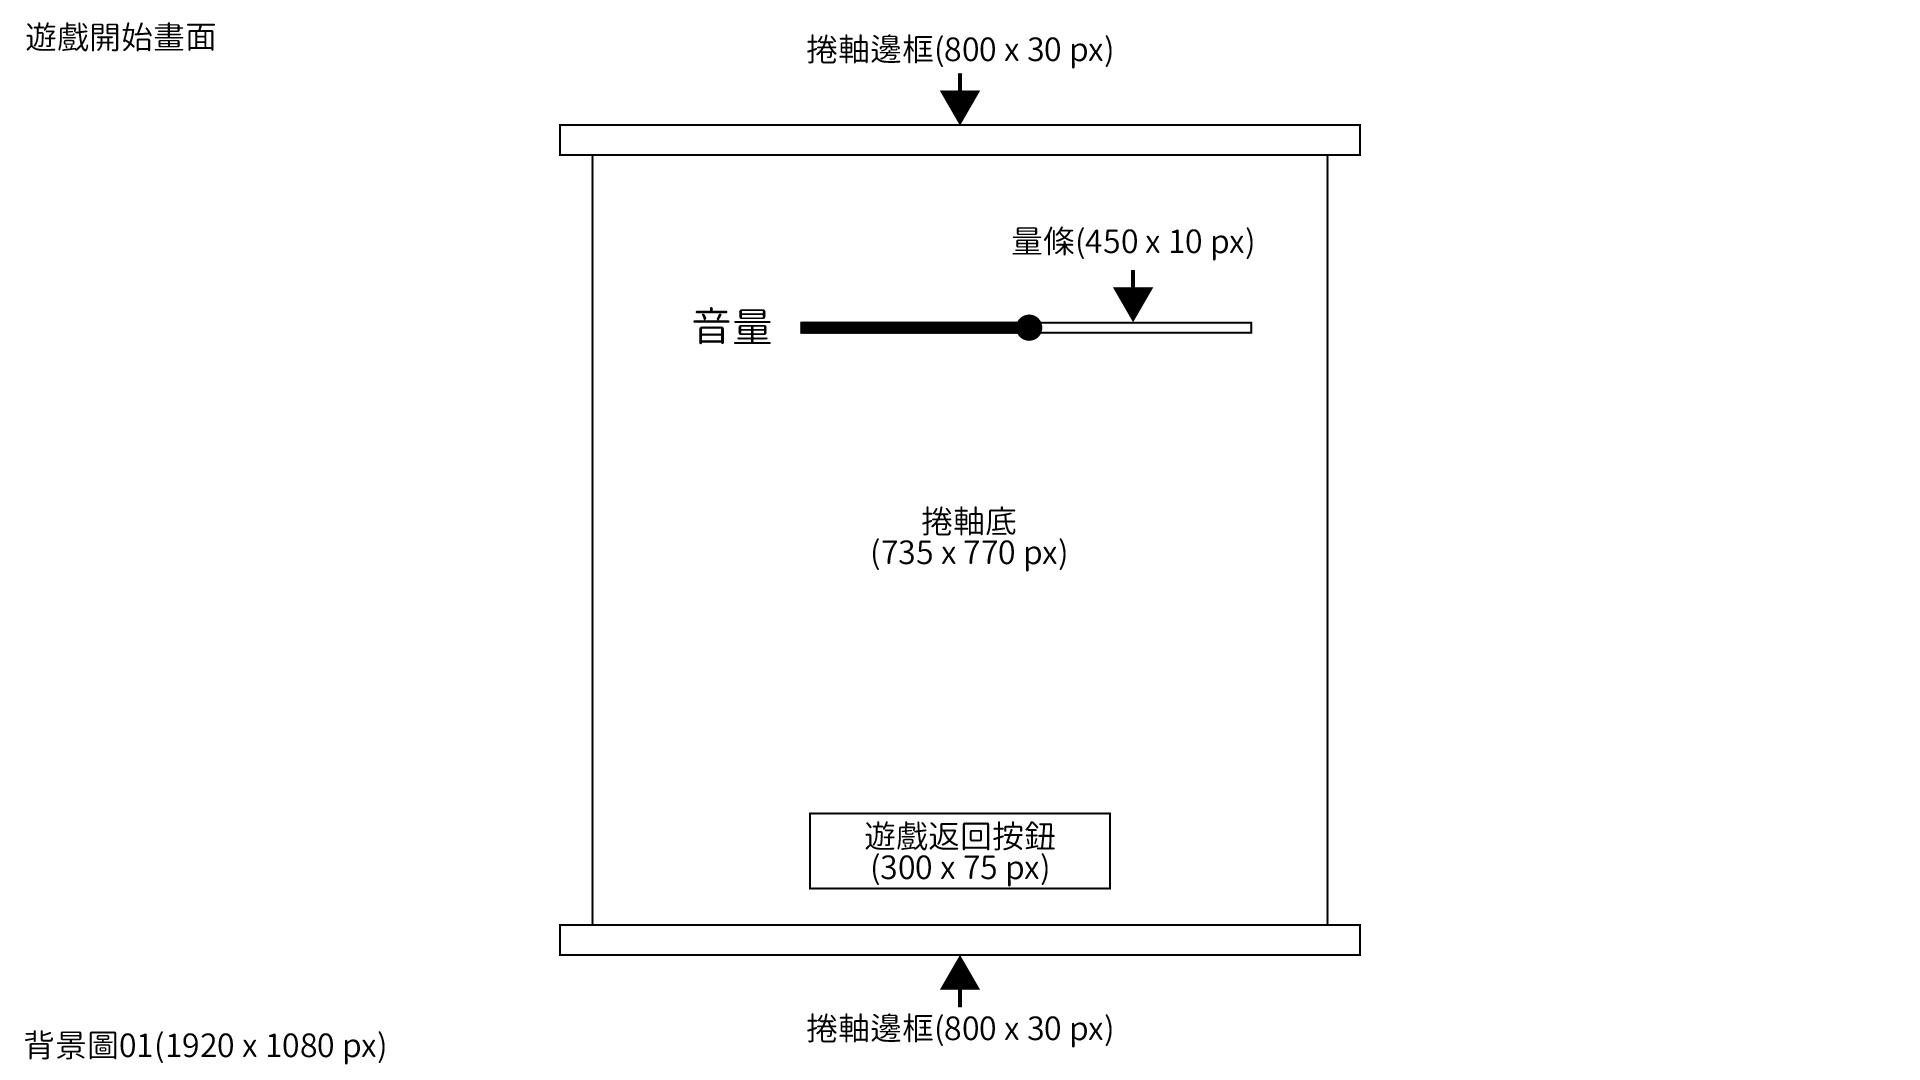 遊戲開始畫面
捲軸邊框(800 x 30 px)
量條(450 x 10 px)
音量
捲軸底
(735 x 770 px)
遊戲返回按鈕
(300 x 75 px)
捲軸邊框(800 x 30 px)
背景圖01(1920 x 1080 px)